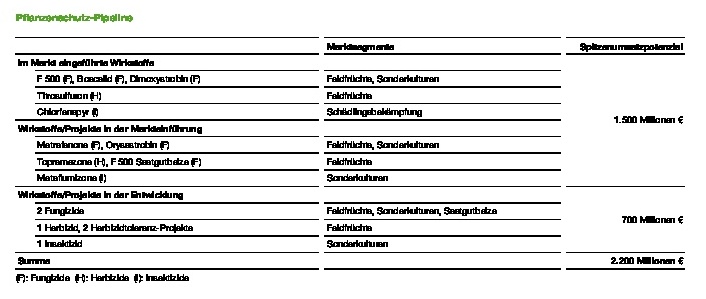 Pflanzenschutz-Pipeline
Marktsegmente Spitzenumsatzpotenzial
Im Markt eingeführte Wirkstoffe
F 500 (F), Boscalid (F), Dimoxystrobin (F) Feldfrüchte, Sonderkulturen
Tritosulfuron (H) Feldfrüchte
Chlorfenapyr (I) Schädlingsbekämpfung
1.500 Millionen €
Wirkstoffe/Projekte in der Markteinführung
Metrafenone (F), Orysastrobin (F) Feldfrüchte, Sonderkulturen
Topramezone (H), F 500 Saatgutbeize (F) Feldfrüchte
Metaflumizone (I) Sonderkulturen
Wirkstoffe/Projekte in der Entwicklung
2 Fungizide Feldfrüchte, Sonderkulturen, Saatgutbeize
700 Millionen €
1 Herbizid, 2 Herbizidtoleranz-Projekte Feldfrüchte
1 Insektizid Sonderkulturen
Summe 2.200 Millionen €
(F): Fungizide (H): Herbizide (I): Insektizide